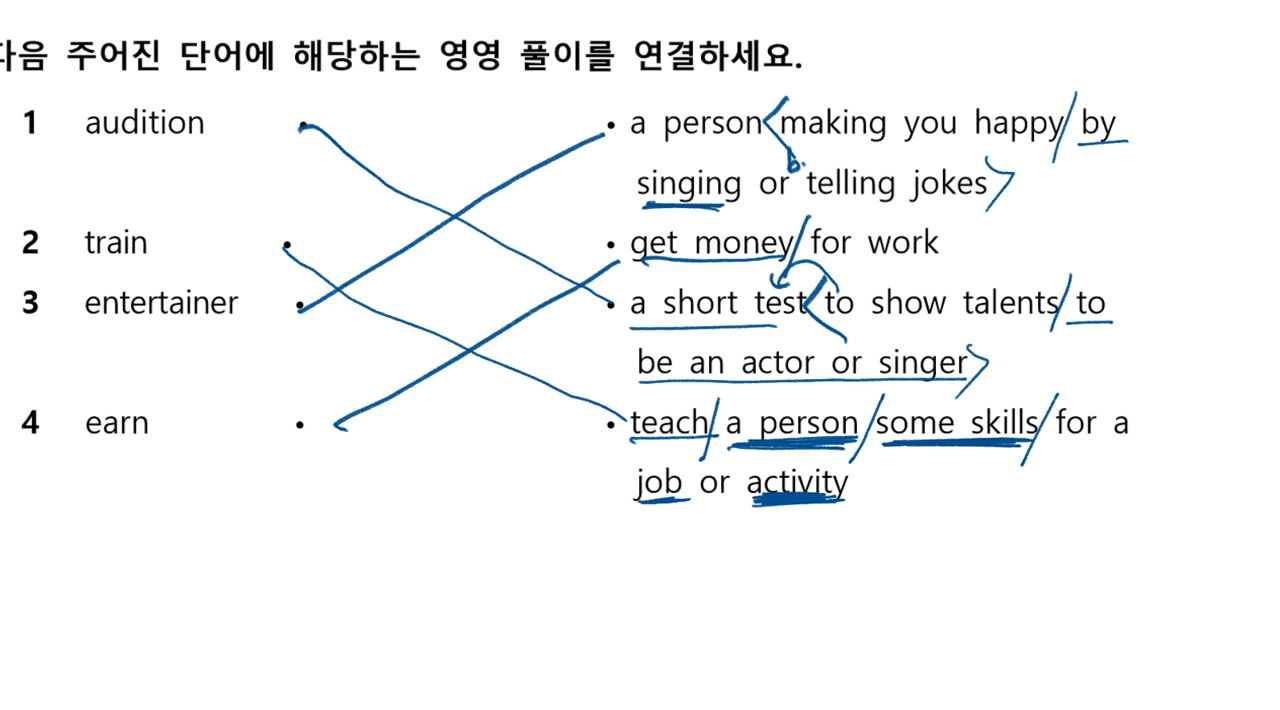 다음 주어진 단어에 해당하는 영영 풀이를 연결하세요.
1 audition • • a person making you happy by
singing or telling jokes
2 train • • get money for work
3 entertainer • • a short test to show talents to
be an actor or singer
4 earn • • teach a person some skills for a
job or activity